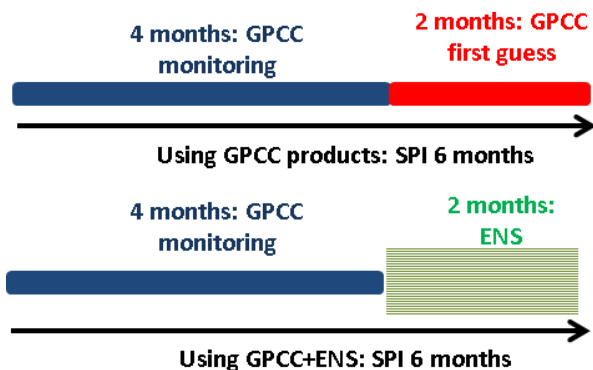 4 months: GPCC
monitoring
2 months: GPCC
first guess
Using GPCC products: SPI 6 months
4 months: GPCC
monitoring
2 months:
ENS
Using GPCC+ENS: SPI 6 months